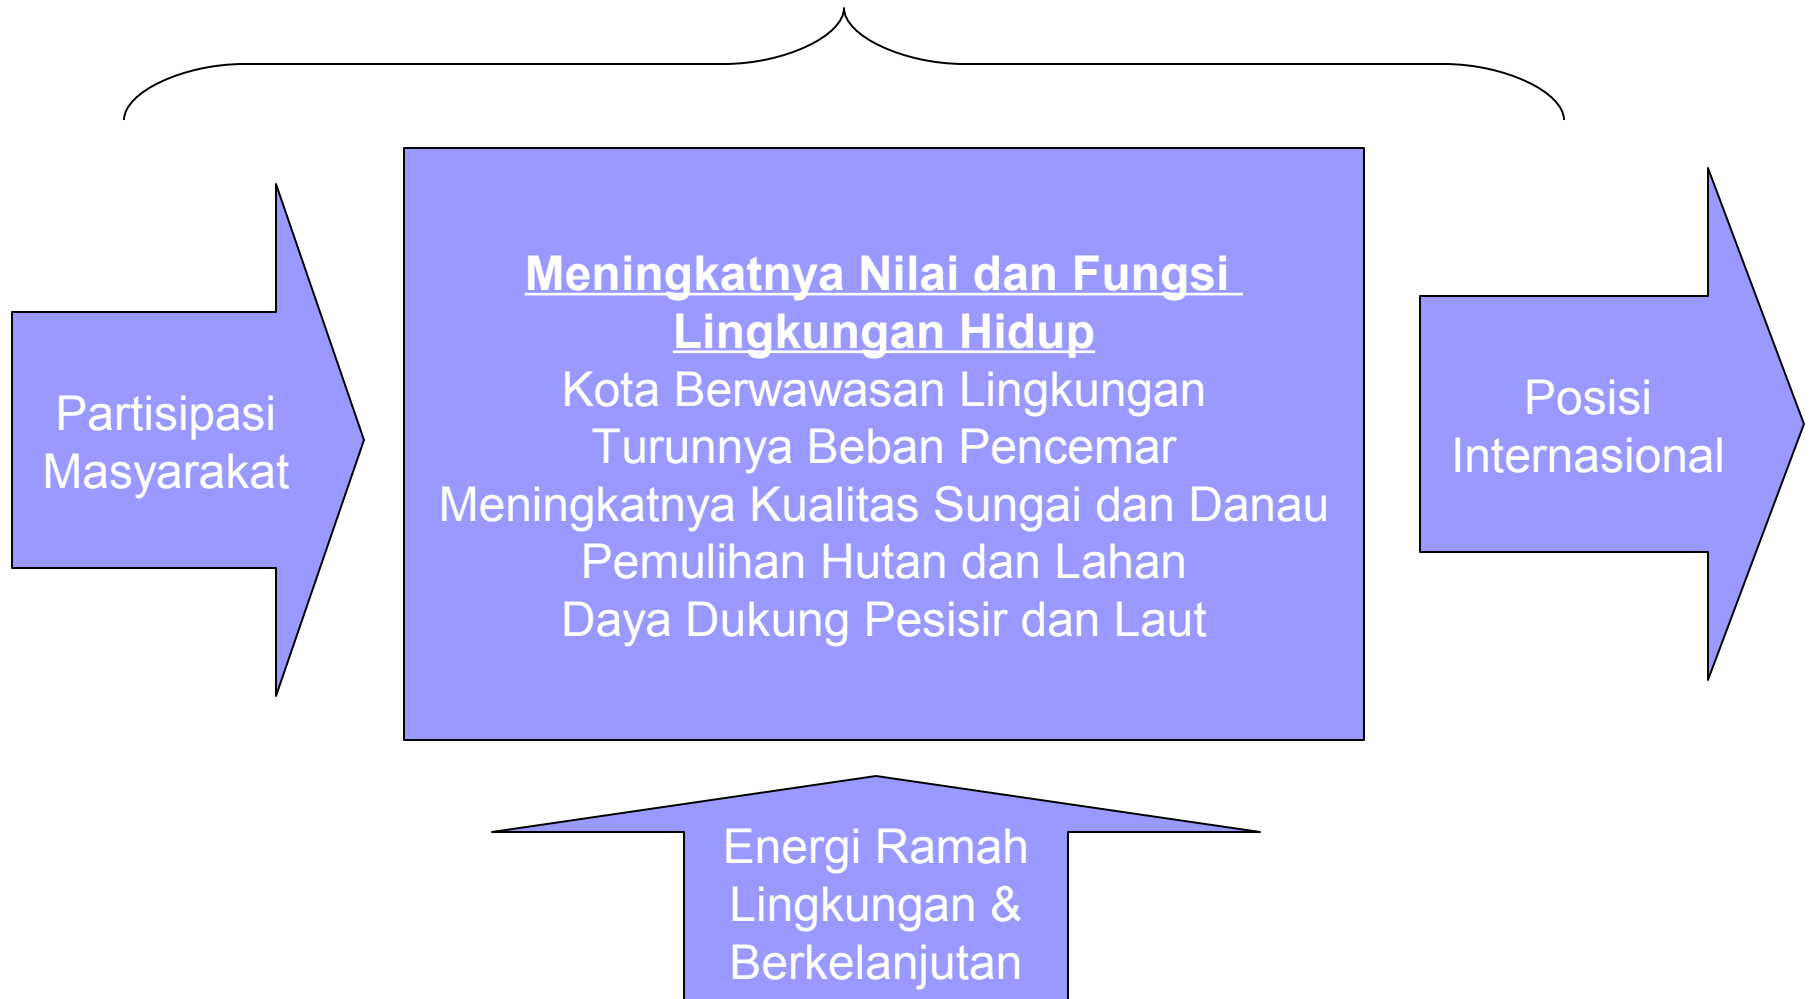 Partisipasi
Masyarakat
Meningkatnya Nilai dan Fungsi
Lingkungan Hidup
Kota Berwawasan Lingkungan
Turunnya Beban Pencemar
Meningkatnya Kualitas Sungai dan Danau
Pemulihan Hutan dan Lahan
Daya Dukung Pesisir dan Laut
Posisi
Internasional
Energi Ramah
Lingkungan &
Berkelanjutan